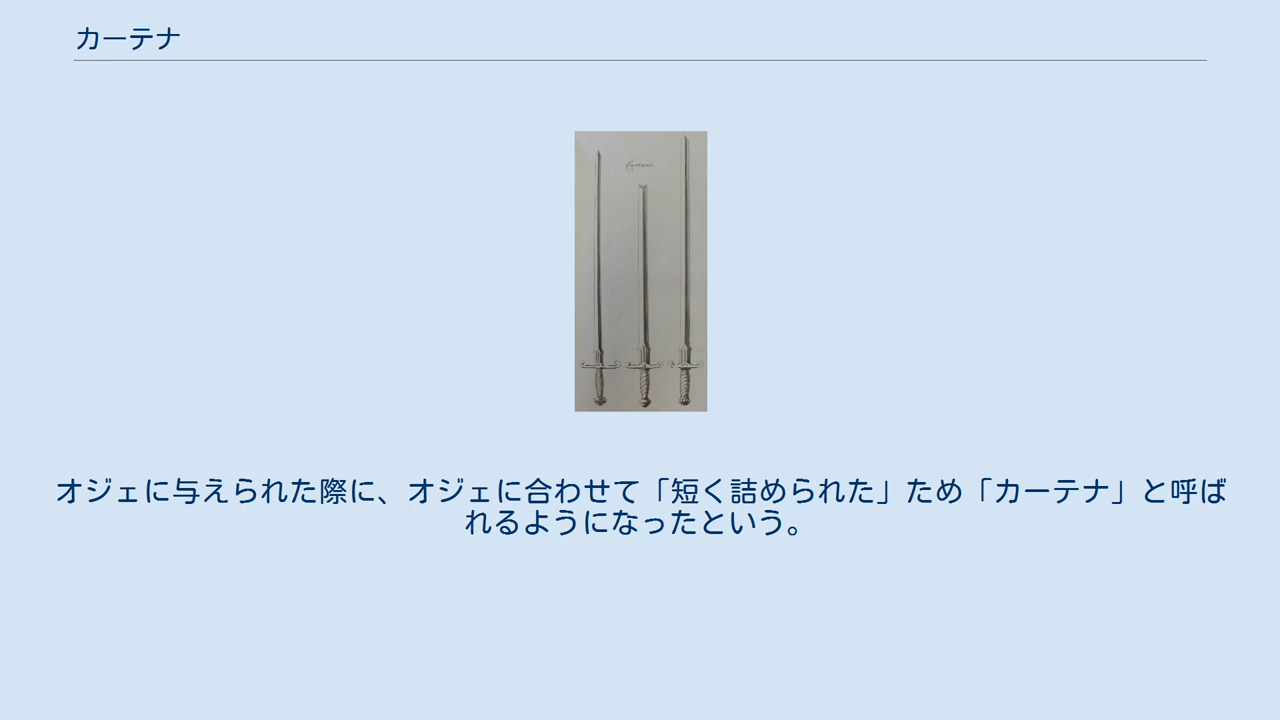 カーテナ
オジェに与えられた際に、オジェに合わせて「短く詰められた」ため「カーテナ」と呼ば
れるようになったという。